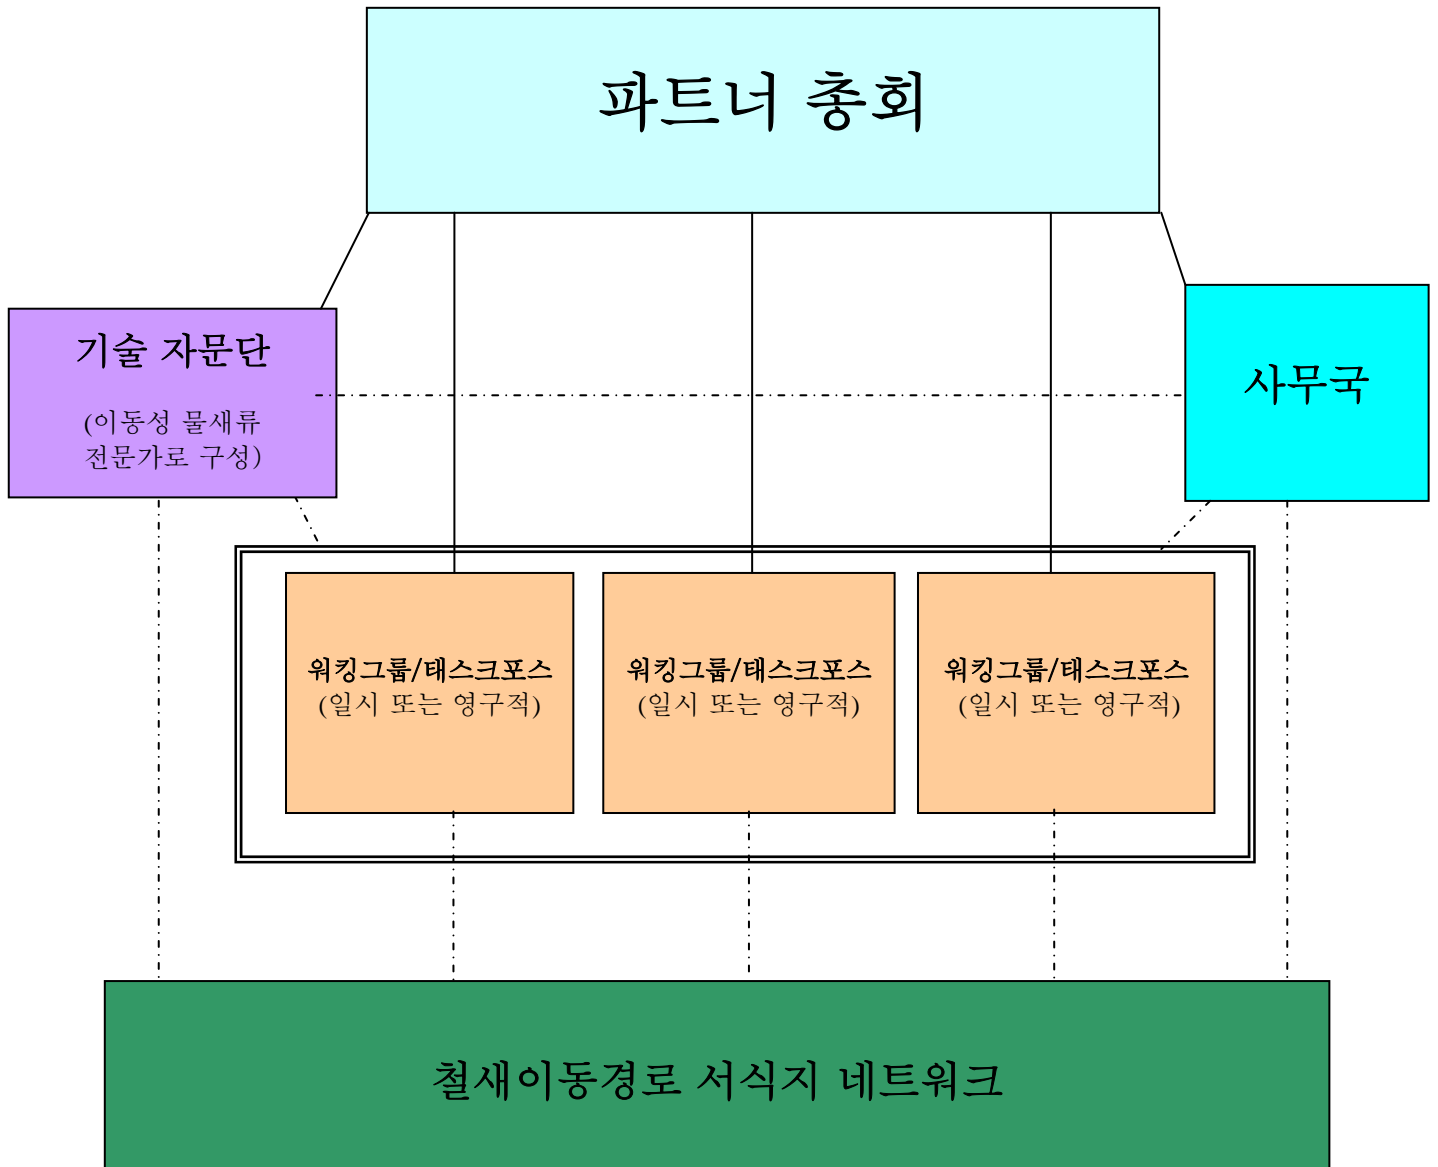 파트너 총회
기술 자문단
(이동성 물새류
전문가로 구성)
사무국
워킹그룹/태스크포스
(일시 또는 영구적)
워킹그룹/태스크포스
(일시 또는 영구적)
워킹그룹/태스크포스
(일시 또는 영구적)
철새이동경로 서식지 네트워크